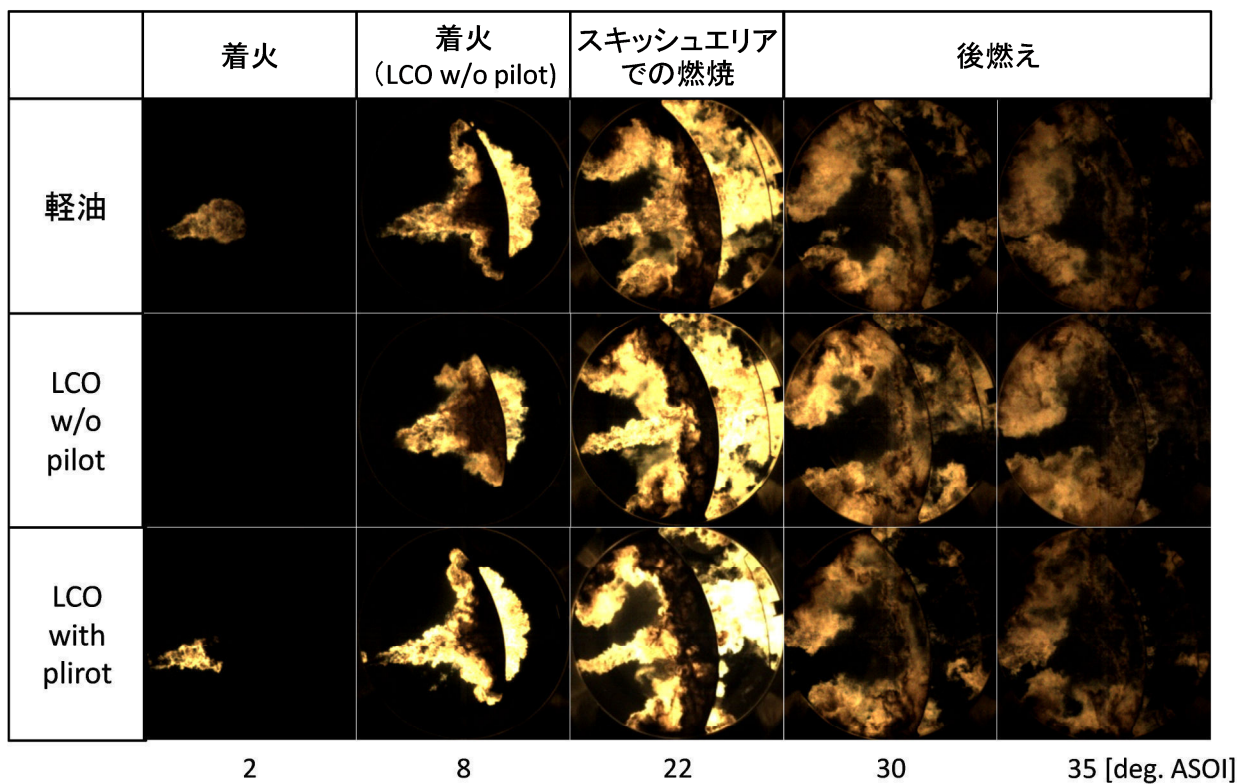 着火
着火
（LCO w/o pilot)
スキッシュエリア
での燃焼
後燃え
軽油
LCO
w/o
pilot
LCO
with
plirot
2
8
22
30
35 [deg. ASOI]